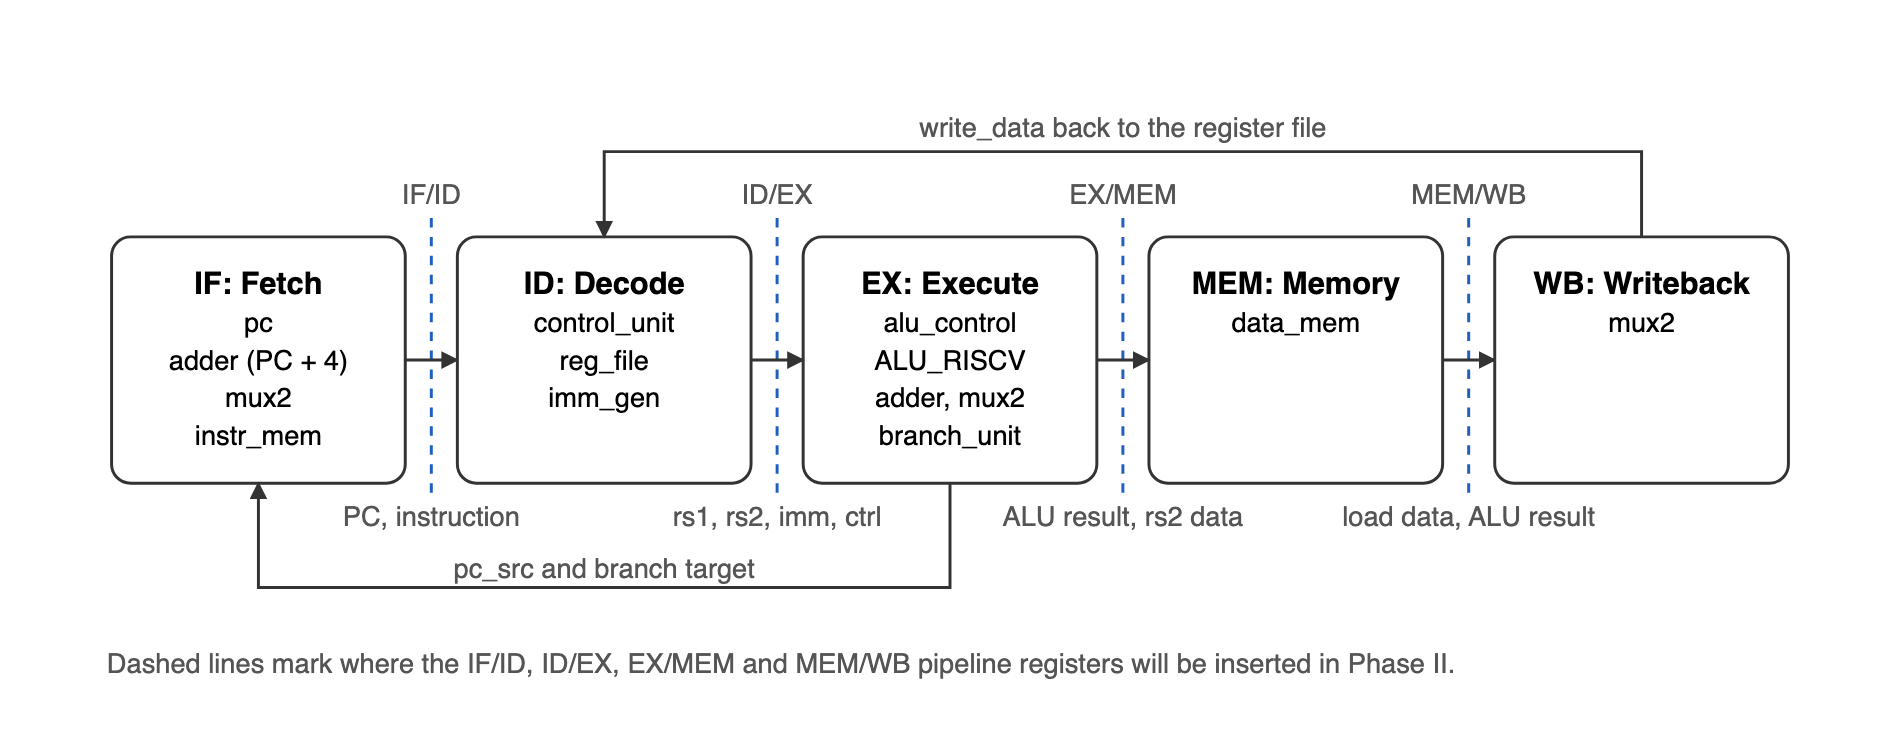 write_data back to the register file
IF/ID
ID/EX
EX/MEM
MEM/WB
IF: Fetch
pc
adder (PC + 4)
mux2
instr_mem
ID: Decode
control_unit
reg_file
imm_gen
EX: Execute
alu_control
ALU_RISCV
adder, mux2
branch_unit
MEM: Memory
data_mem
WB: Writeback
mux2
PC, instruction
rs1, rs2, imm, ctrl
ALU result, rs2 data
load data, ALU result
pc_src and branch target
Dashed lines mark where the IF/ID, ID/EX, EX/MEM and MEM/WB pipeline registers will be inserted in Phase II.